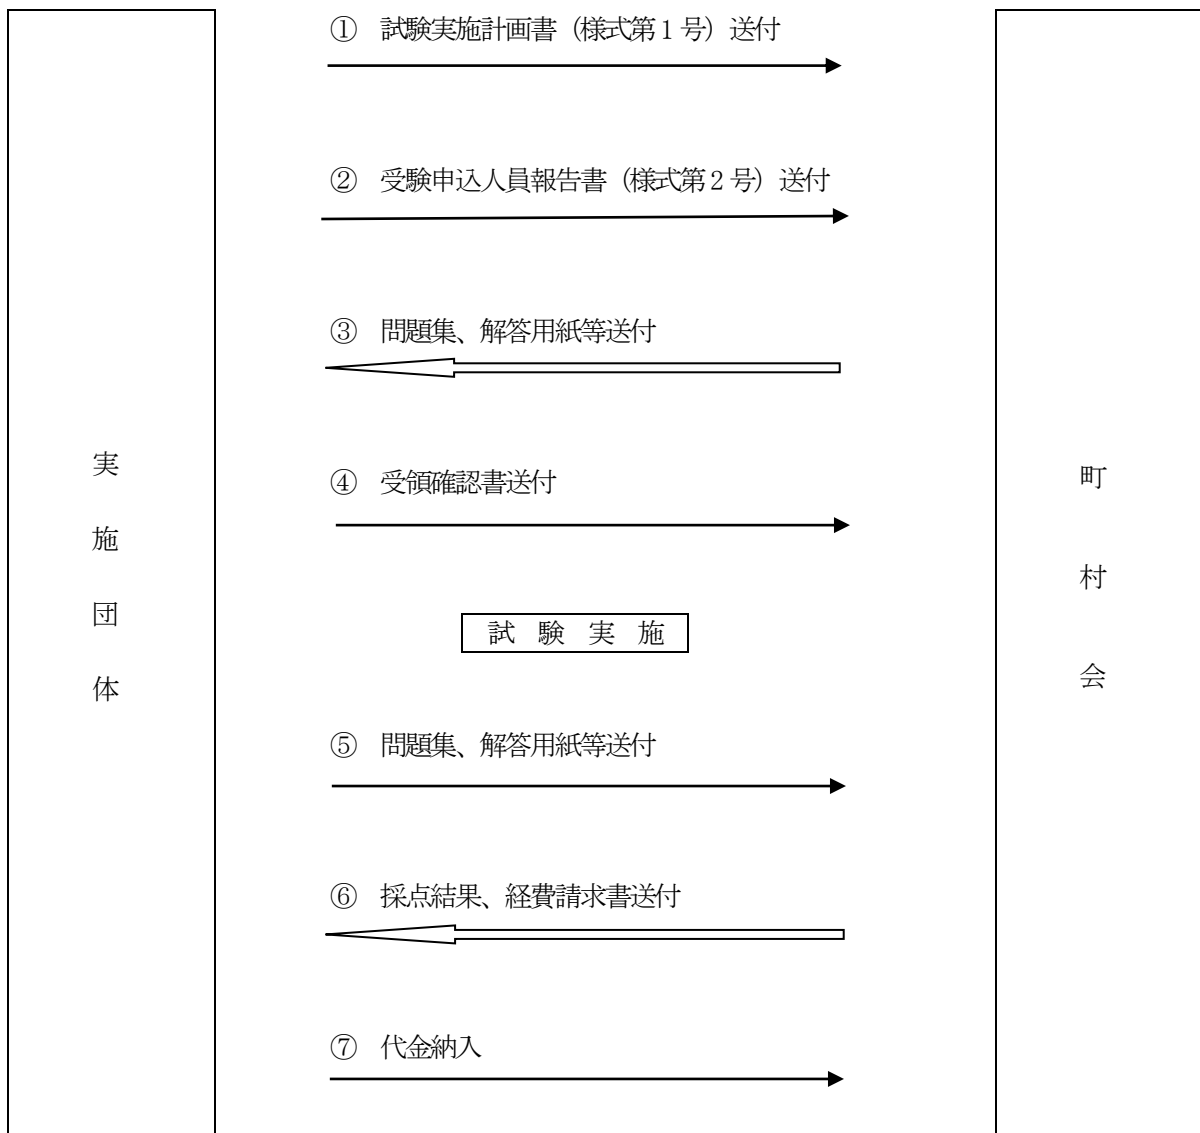 ① 試験実施計画書（様式第１号）送付
② 受験申込人員報告書（様式第２号）送付
③ 問題集、解答用紙等送付
④ 受領確認書送付
実施団体
町村会
試験実施
⑤ 問題集、解答用紙等送付
⑥ 採点結果、経費請求書送付
⑦ 代金納入